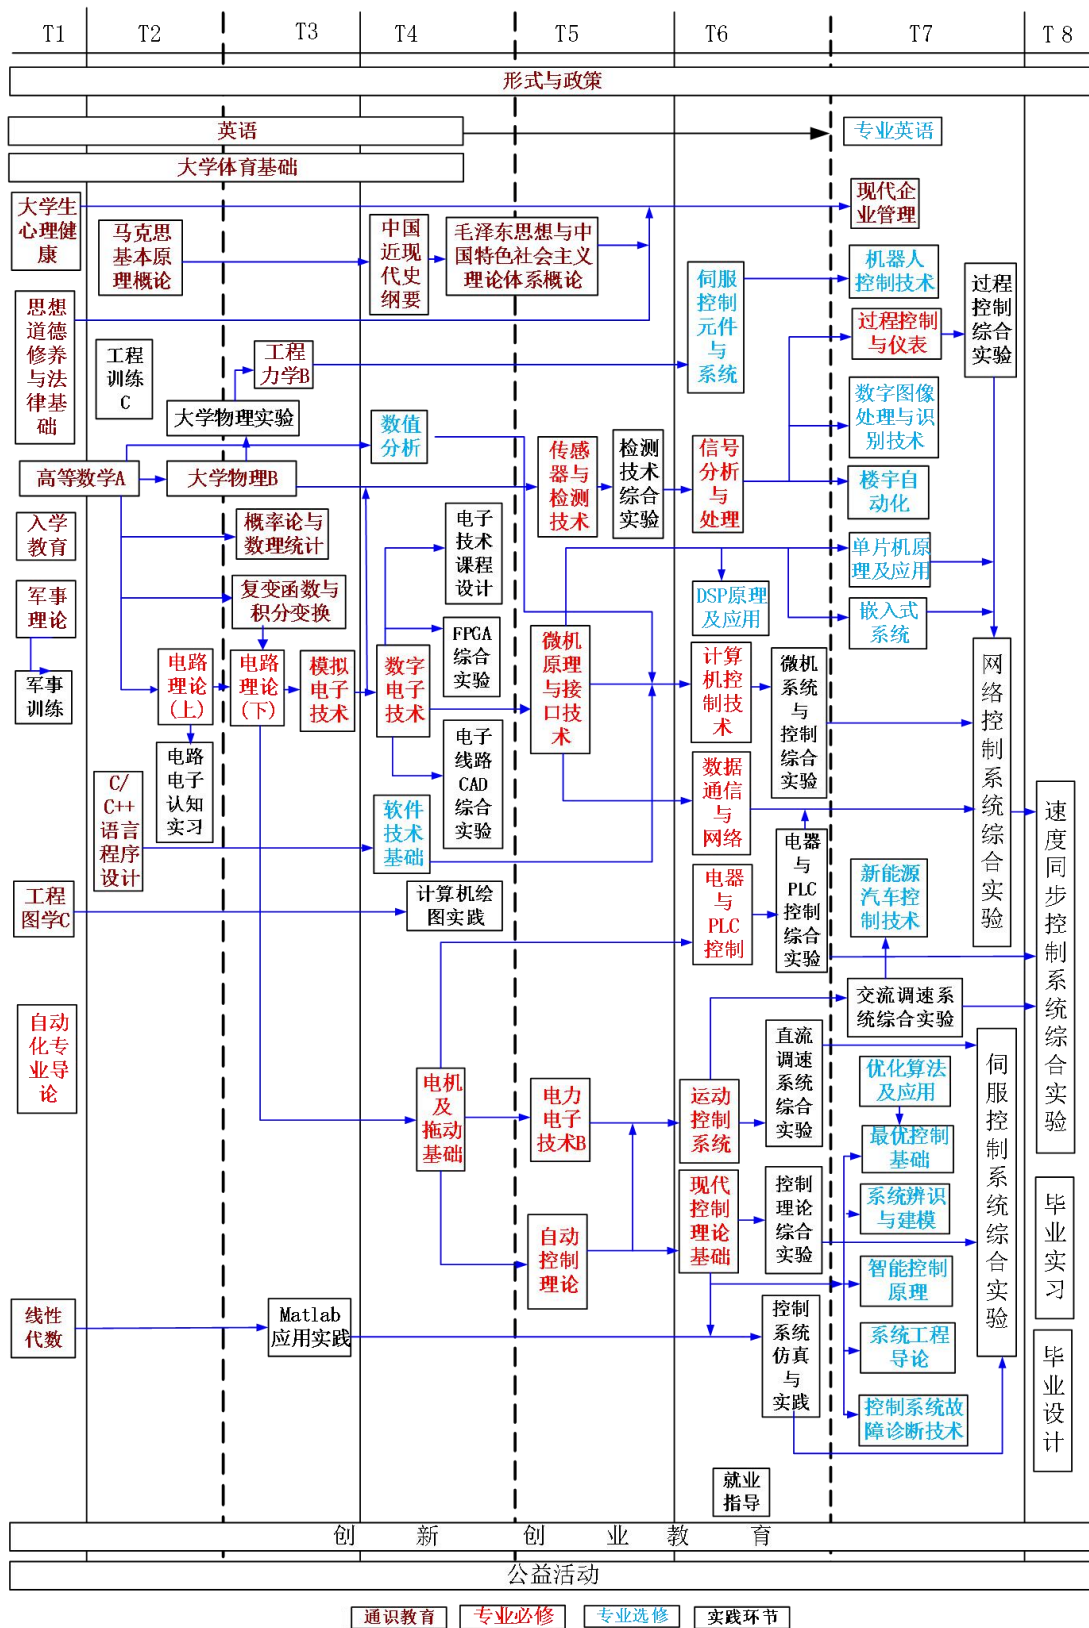 T1
T2
T3
T4
T5
T6
T7
T 8
形式与政策
英语
专业英语
大学体育基础
大学生
心理健
康
现代企
业管理
马克思
基本原
理概论
中国
近现
代史
纲要
毛泽东思想与中
国特色社会主义
理论体系概论
伺服
控制
元件
与
系统
机器人
控制技术
过程
控制
综合
实验
思想
道德
修养
与法
律基
础
过程控制
与仪表
工程
训练
C
工程
力学B
大学物理实验
数值
分析
数字图像
处理与识
别技术
高等数学A
大学物理B
传感
器与
检测
技术
检测
技术
综合
实验
信号
分析
与
处理
楼宇自
动化
入学
教育
概率论与
数理统计
电子
技术
课程
设计
单片机原
理及应用
DSP原理
及应用
嵌入式
系统
军事
理论
复变函数与
积分变换
FPGA
综合
实验
军事
训练
电路
理论
(上)
电路
理论
(下)
模拟
电子
技术
数字
电子
技术
微机
原理
与接
口技
术
计算
机控
制技
术
微机
系统
与
控制
综合
实验
网络控制系统综合实验
电路
电子
认知
实习
电子
线路
CAD
综合
实验
C/
C++
语言
程序
设计
软件
技术
基础
数据
通信
与
网络
电器
与
PLC
控制
综合
实验
速度同步控制系统综合实验
工程
图学C
计算机绘
图实践
电器
与
PLC
控制
新能源
汽车控
制技术
交流调速系
统综合实验
自动
化专
业导
论
电机
及
拖动
基础
电力
电子
技术B
运动
控制
系统
直流
调速
系统
综合
实验
伺服控制系统综合实验
优化算法
及应用
最优控制
基础
自动
控制
理论
现代
控制
理论
基础
控制
理论
综合
实验
系统辨识
与建模
毕业实习
智能控制
原理
线性
代数
Matlab
应用实践
控制
系统
仿真
与
实践
系统工程
导论
毕业设计
控制系统故
障诊断技术
就业
指导
创新创业教育
公益活动
通识教育
专业必修
专业选修
实践环节